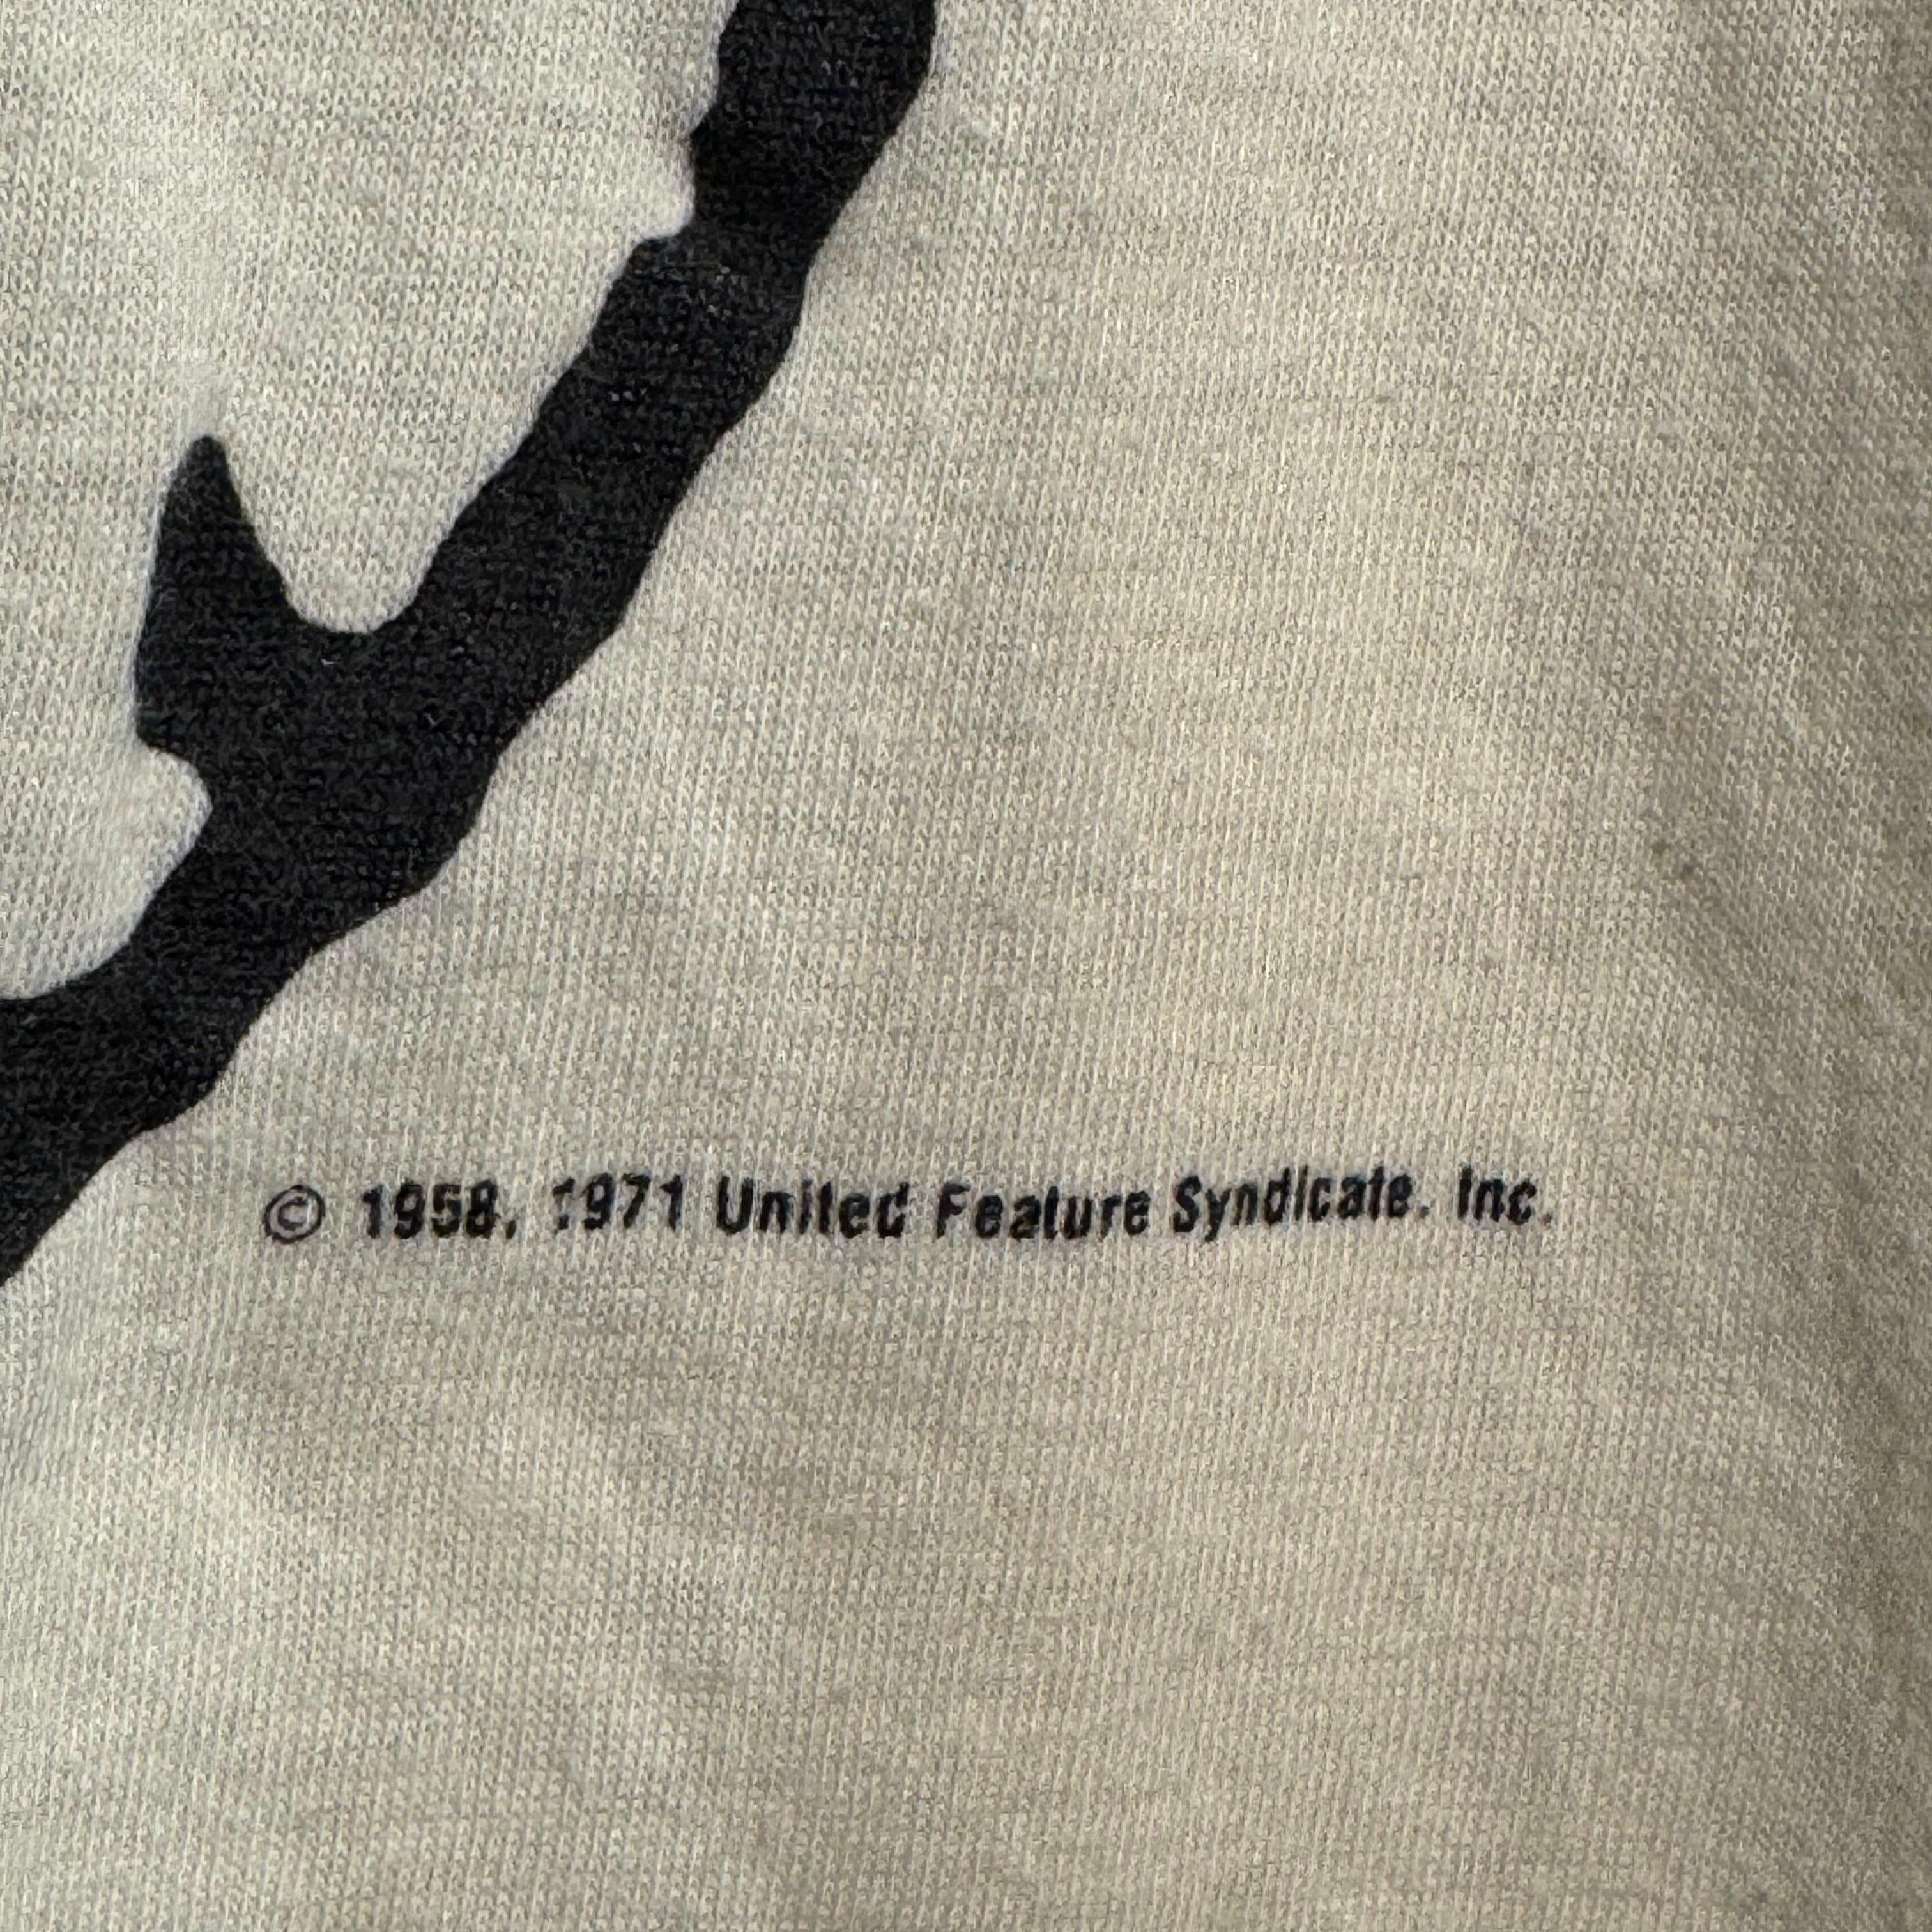 © 1958, 1971 United Feature Syndicate, Inc.